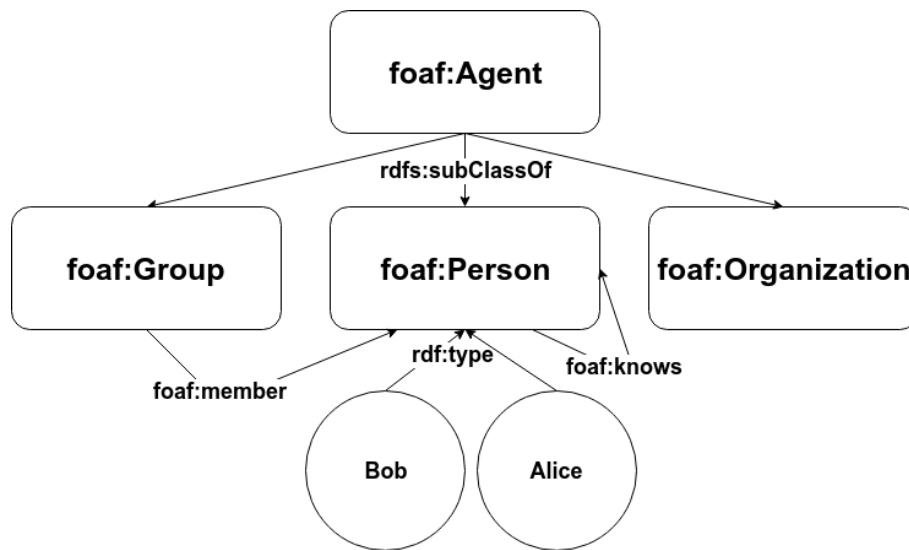 foaf:Agent
rdfs:subClassOf
foaf:Group
foaf:Person
foaf:Organization
rdf:type
foaf:knows
foaf:member
Bob
Alice